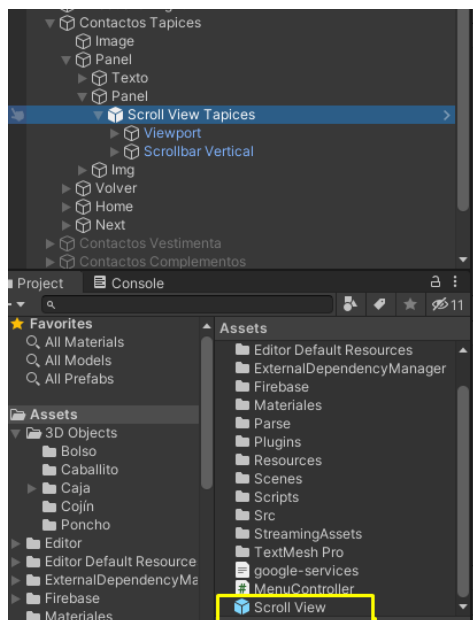 Contactos Tapices
Image
Panel
Texto
Panel
Scroll View Tapices
Viewport
Scrollbar Vertical
Img
Volver
Home
Next
Contactos Vestimenta
Contactos Complementos
Project
Console
11
Favorites
All Materials
All Models
All Prefabs
Assets
3D Objects
Bolso
Caballito
Caja
Cojín
Poncho
Editor
Editor Default Resource
ExternalDependencyMa
Firebase
Materiales
Assets
Editor Default Resources
ExternalDependencyManager
Firebase
Materiales
Parse
Plugins
Resources
Scenes
Scripts
Src
StreamingAssets
TextMesh Pro
google-services
MenuController
Scroll View